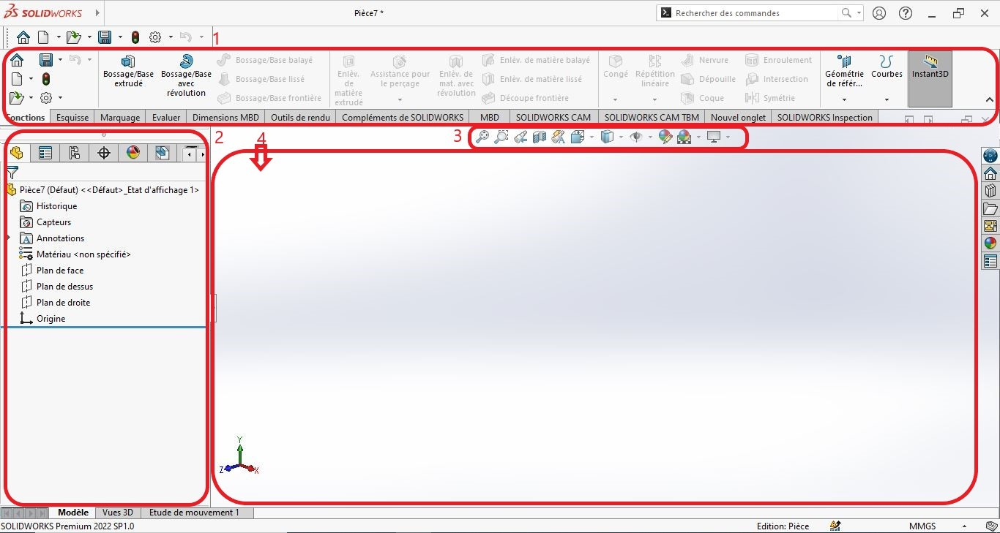 SOLIDWORKS
Pièce7 *
Rechercher des commandes
1
Bossage/Base extrudé
Bossage/Base avec révolution
Bossage/Base balayé
Bossage/Base lissé
Bossage/Base frontière
Enlèv. de matière extrudé
Assistance pour le perçage
Enlèv. de mat. avec révolution
Enlèv. de matière balayé
Enlèv. de matière lissé
Découpe frontière
Congé
Répétition linéaire
Nervure
Dépouille
Coque
Enroulement
Intersection
Symétrie
Géométrie de référ...
Courbes
Instant3D
Fonctions Esquisse Marquage Evaluer Dimensions MBD Outils de rendu Compléments de SOLIDWORKS MBD SOLIDWORKS CAM SOLIDWORKS CAM TBM Nouvel onglet SOLIDWORKS Inspection
2
4
3
Pièce7 (Défaut) <<Défaut>_Etat d'affichage 1>
Historique
Capteurs
A Annotations
Matériau <non spécifié>
Plan de face
Plan de dessus
Plan de droite
Origine
Y
Z
X
Modèle Vues 3D Etude de mouvement 1
SOLIDWORKS Premium 2022 SP1.0
Edition: Pièce
MMGS